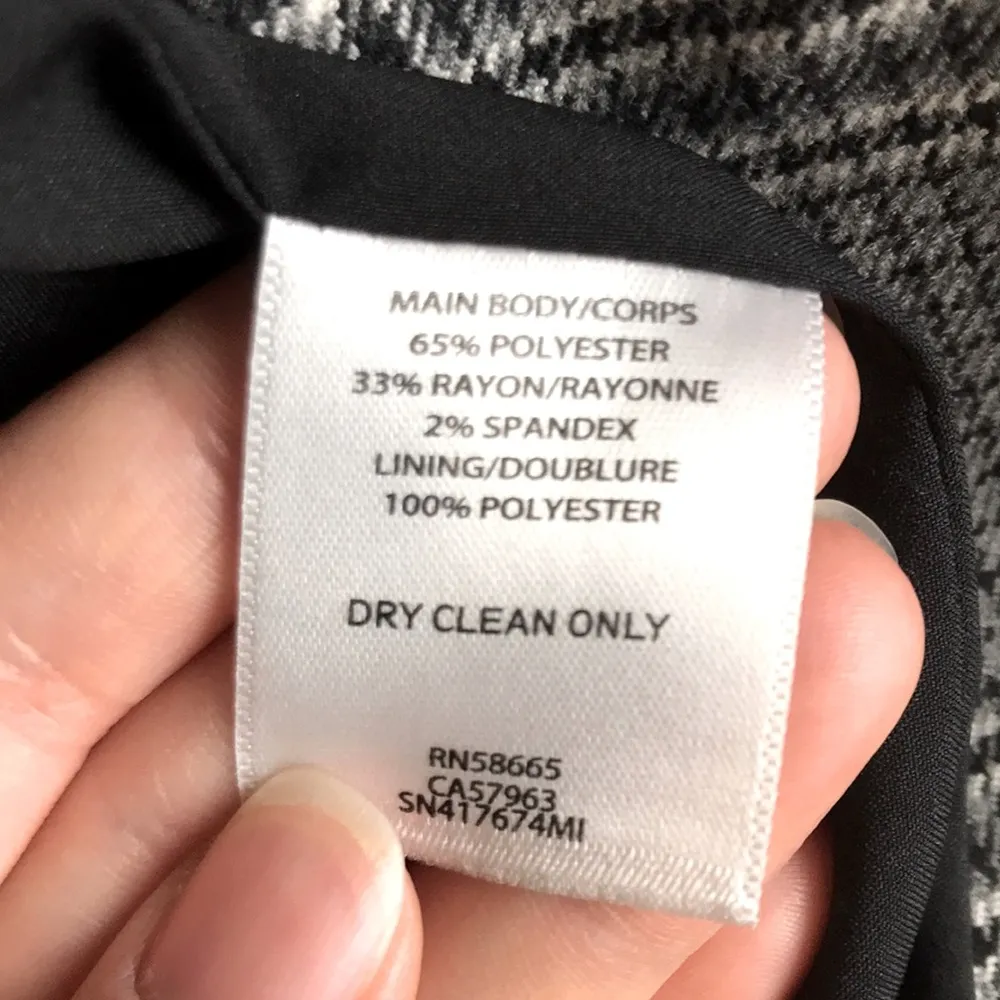 MAIN BODY/CORPS
65% POLYESTER
33% RAYON/RAYONNE
2% SPANDEX
LINING/DOUBLURE
100% POLYESTER
DRY CLEAN ONLY
RN58665
CA57963
SN417674MI